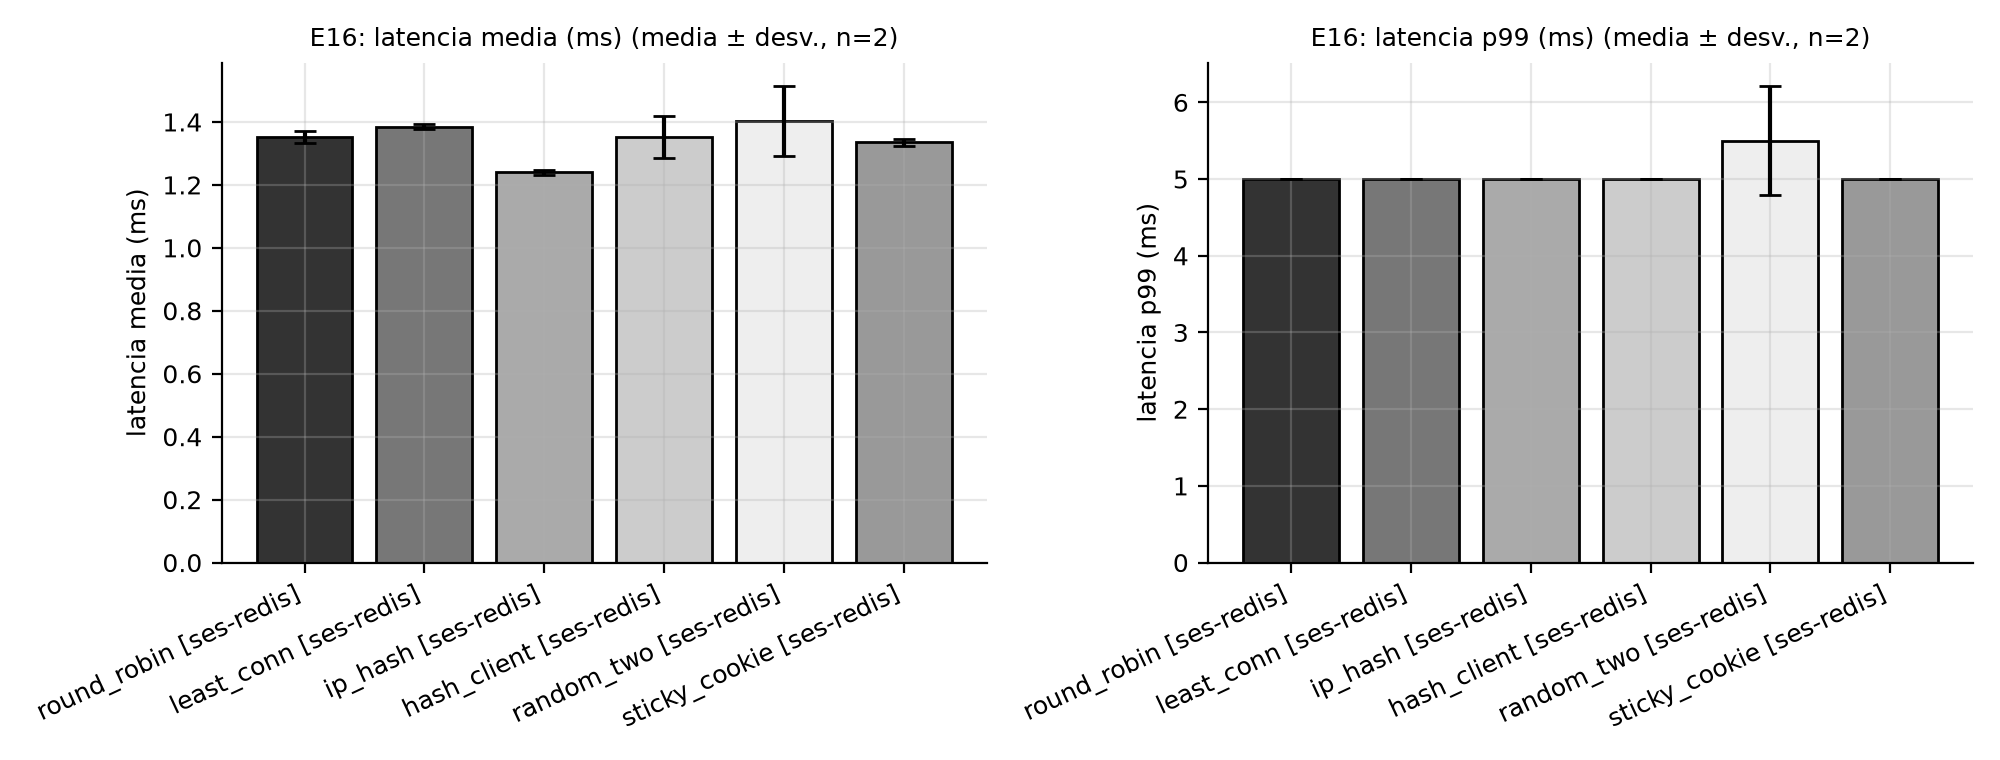 E16: latencia media (ms) (media ± desv., n=2)
latencia media (ms)
1.4
1.2
1.0
0.8
0.6
0.4
0.2
0.0
round_robin [ses-redis]
least_conn [ses-redis]
ip_hash [ses-redis]
hash_client [ses-redis]
random_two [ses-redis]
sticky_cookie [ses-redis]
E16: latencia p99 (ms) (media ± desv., n=2)
latencia p99 (ms)
6
5
4
3
2
1
0
round_robin [ses-redis]
least_conn [ses-redis]
ip_hash [ses-redis]
hash_client [ses-redis]
random_two [ses-redis]
sticky_cookie [ses-redis]